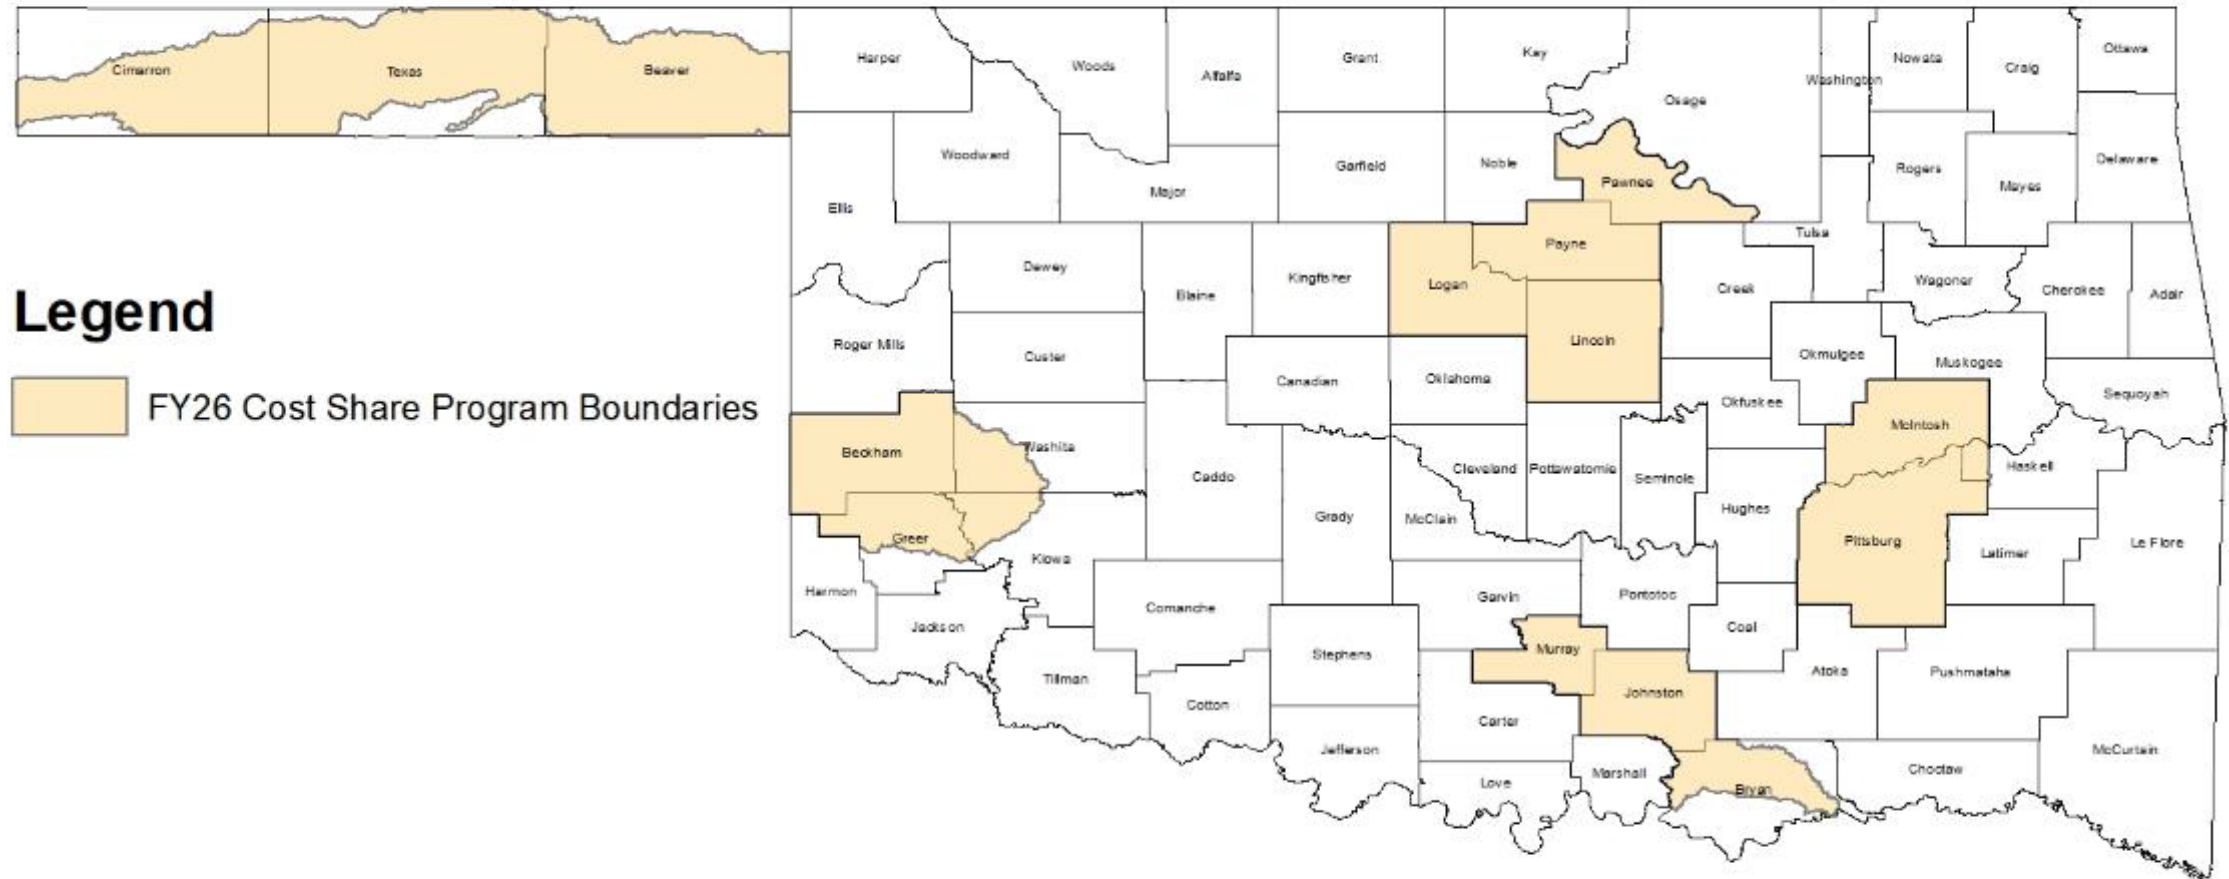 Cimarron
Texas
Beaver
Harper
Woods
Alfalfa
Grant
Kay
Osage
Washington
Nowata
Craig
Ottawa
Woodward
Ellis
Major
Garfield
Noble
Pawnee
Rogers
Mayes
Delaware
Dewey
Blaine
Kingfisher
Logan
Payne
Creek
Tulsa
Wagoner
Cherokee
Adair
Legend
FY26 Cost Share Program Boundaries
Roger Mills
Custer
Canadian
Oklahoma
Lincoln
Okmulgee
Muskogee
Okfuskee
Sequoyah
Beckham
Washita
Caddo
Cleveland
Pottawatomie
Seminole
McIntosh
Haskell
Greer
Kiowa
Grady
McClain
Hughes
Pittsburg
Latimer
Le Flore
Harmon
Jackson
Comanche
Garvin
Pontotoc
Coal
Tillman
Cotton
Stephens
Murray
Johnston
Atoka
Pushmataha
Jefferson
Carter
Love
Marshall
Bryan
Choctaw
McCurtain